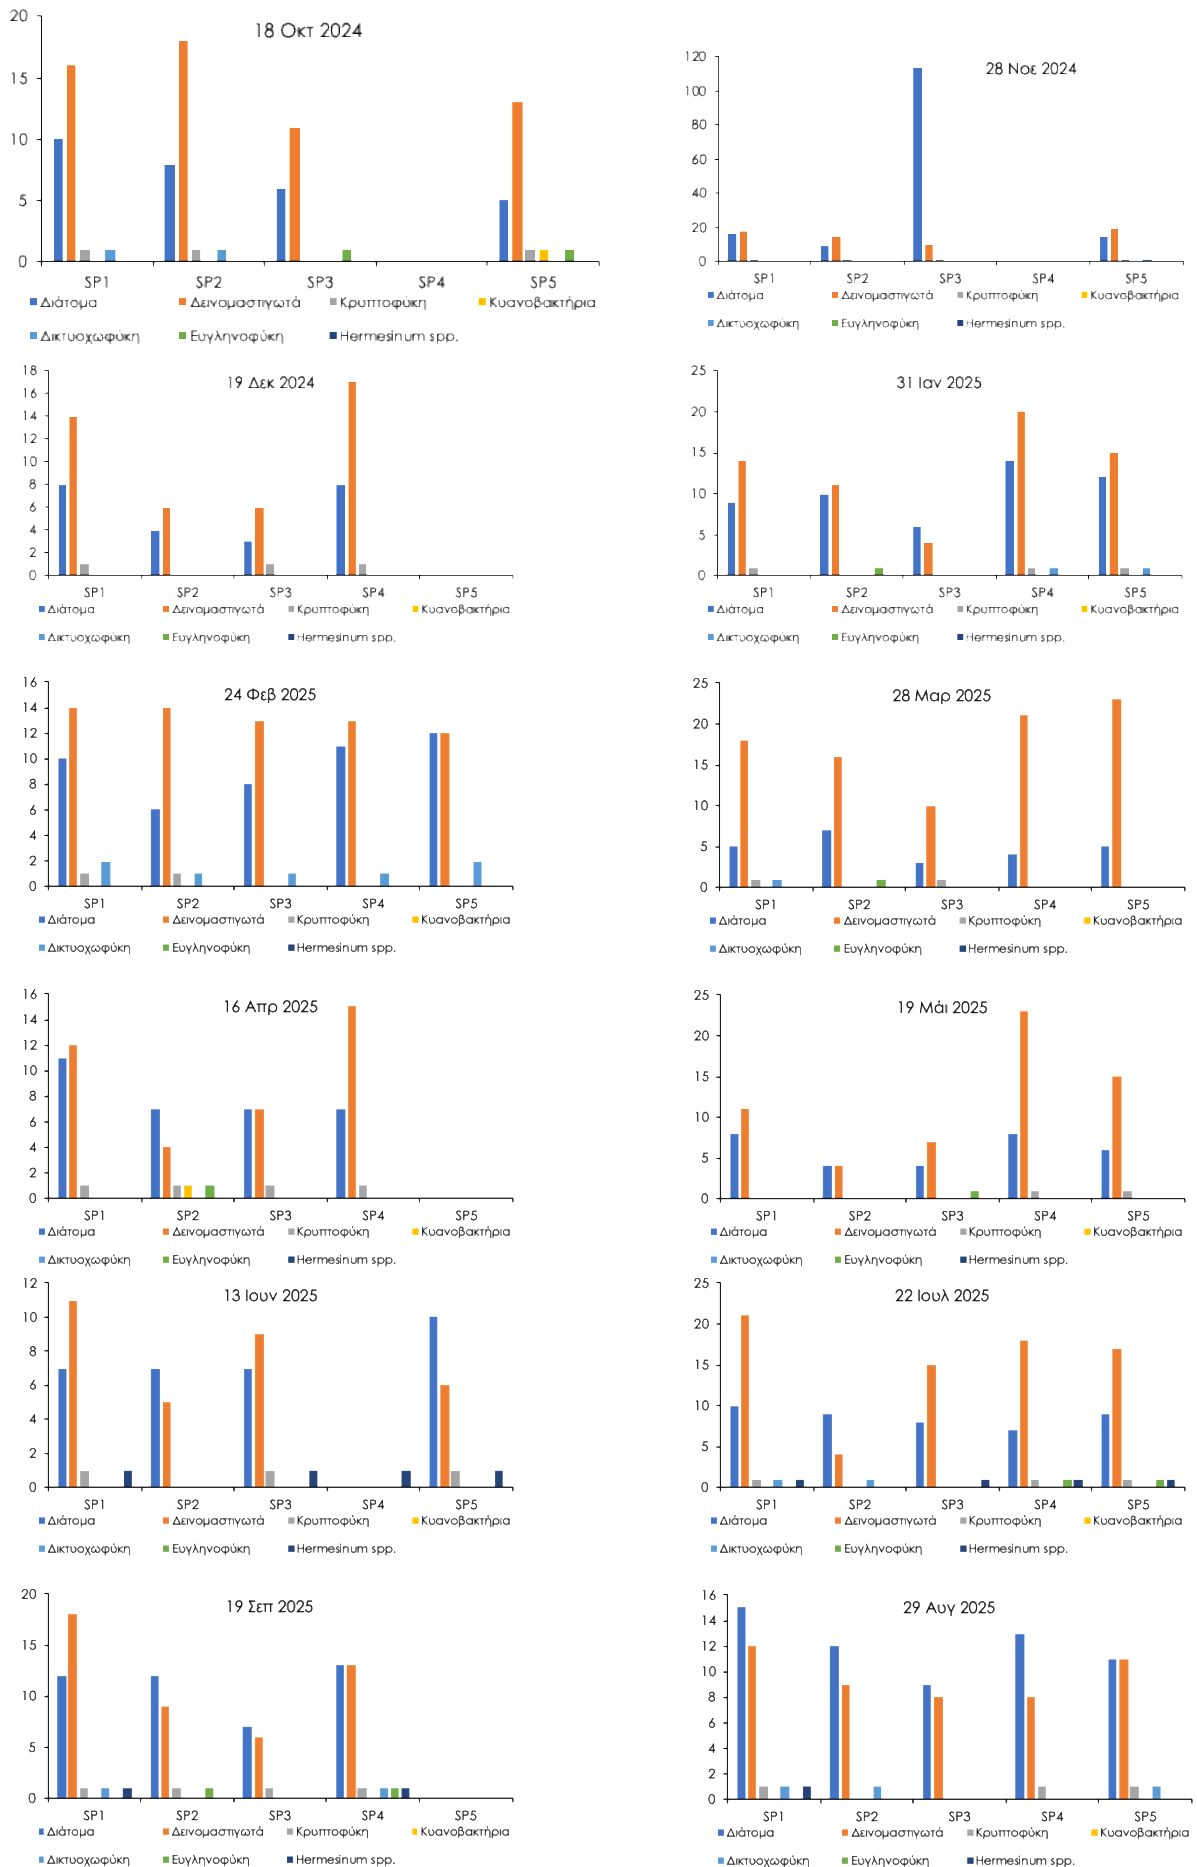 18 Οκτ 2024
20
15
10
5
0
SP1 SP2 SP3 SP4 SP5
Διάτομα Δεινομαστιγωτά Κρυπτοφύκη Κυανοβακτήρια
Δικτυοχωφύκη Ευγληνοφύκη Hermesinum spp.
28 Νοε 2024
120
100
80
60
40
20
0
SP1 SP2 SP3 SP4 SP5
Διάτομα Δεινομαστιγωτά Κρυπτοφύκη Κυανοβακτήρια
Δικτυοχωφύκη Ευγληνοφύκη Hermesinum spp.
19 Δεκ 2024
18
16
14
12
10
8
6
4
2
0
SP1 SP2 SP3 SP4 SP5
Διάτομα Δεινομαστιγωτά Κρυπτοφύκη Κυανοβακτήρια
Δικτυοχωφύκη Ευγληνοφύκη Hermesinum spp.
31 Ιαν 2025
25
20
15
10
5
0
SP1 SP2 SP3 SP4 SP5
Διάτομα Δεινομαστιγωτά Κρυπτοφύκη Κυανοβακτήρια
Δικτυοχωφύκη Ευγληνοφύκη Hermesinum spp.
24 Φεβ 2025
16
14
12
10
8
6
4
2
0
SP1 SP2 SP3 SP4 SP5
Διάτομα Δεινομαστιγωτά Κρυπτοφύκη Κυανοβακτήρια
Δικτυοχωφύκη Ευγληνοφύκη Hermesinum spp.
28 Μαρ 2025
25
20
15
10
5
0
SP1 SP2 SP3 SP4 SP5
Διάτομα Δεινομαστιγωτά Κρυπτοφύκη Κυανοβακτήρια
Δικτυοχωφύκη Ευγληνοφύκη Hermesinum spp.
16 Απρ 2025
16
14
12
10
8
6
4
2
0
SP1 SP2 SP3 SP4 SP5
Διάτομα Δεινομαστιγωτά Κρυπτοφύκη Κυανοβακτήρια
Δικτυοχωφύκη Ευγληνοφύκη Hermesinum spp.
19 Μάι 2025
25
20
15
10
5
0
SP1 SP2 SP3 SP4 SP5
Διάτομα Δεινομαστιγωτά Κρυπτοφύκη Κυανοβακτήρια
Δικτυοχωφύκη Ευγληνοφύκη Hermesinum spp.
13 Ιουν 2025
12
10
8
6
4
2
0
SP1 SP2 SP3 SP4 SP5
Διάτομα Δεινομαστιγωτά Κρυπτοφύκη Κυανοβακτήρια
Δικτυοχωφύκη Ευγληνοφύκη Hermesinum spp.
22 Ιουλ 2025
25
20
15
10
5
0
SP1 SP2 SP3 SP4 SP5
Διάτομα Δεινομαστιγωτά Κρυπτοφύκη Κυανοβακτήρια
Δικτυοχωφύκη Ευγληνοφύκη Hermesinum spp.
19 Σεπ 2025
20
15
10
5
0
SP1 SP2 SP3 SP4 SP5
Διάτομα Δεινομαστιγωτά Κρυπτοφύκη Κυανοβακτήρια
Δικτυοχωφύκη Ευγληνοφύκη Hermesinum spp.
29 Αυγ 2025
16
14
12
10
8
6
4
2
0
SP1 SP2 SP3 SP4 SP5
Διάτομα Δεινομαστιγωτά Κρυπτοφύκη Κυανοβακτήρια
Δικτυοχωφύκη Ευγληνοφύκη Hermesinum spp.